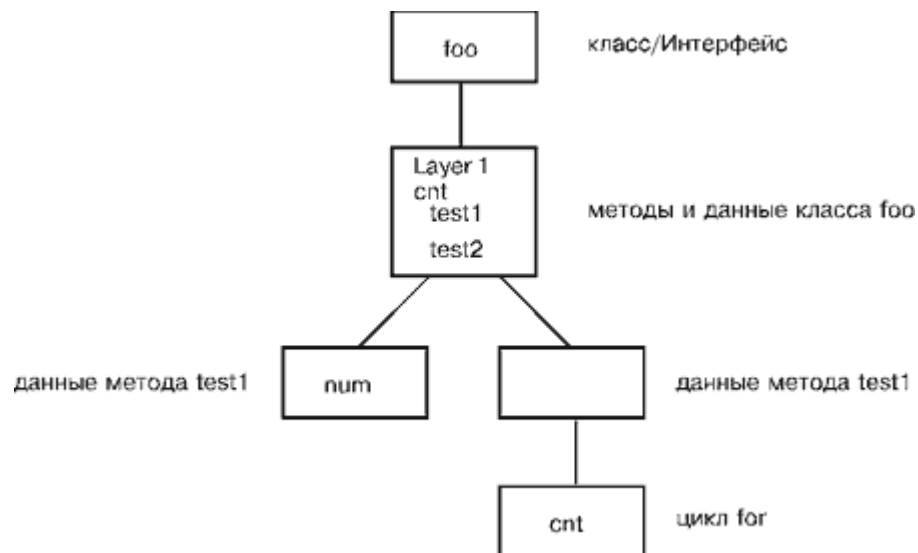 foo
класс/Интерфейс
Layer 1
cnt
test1
test2
методы и данные класса foo
данные метода test1
num
данные метода test1
cnt
цикл for